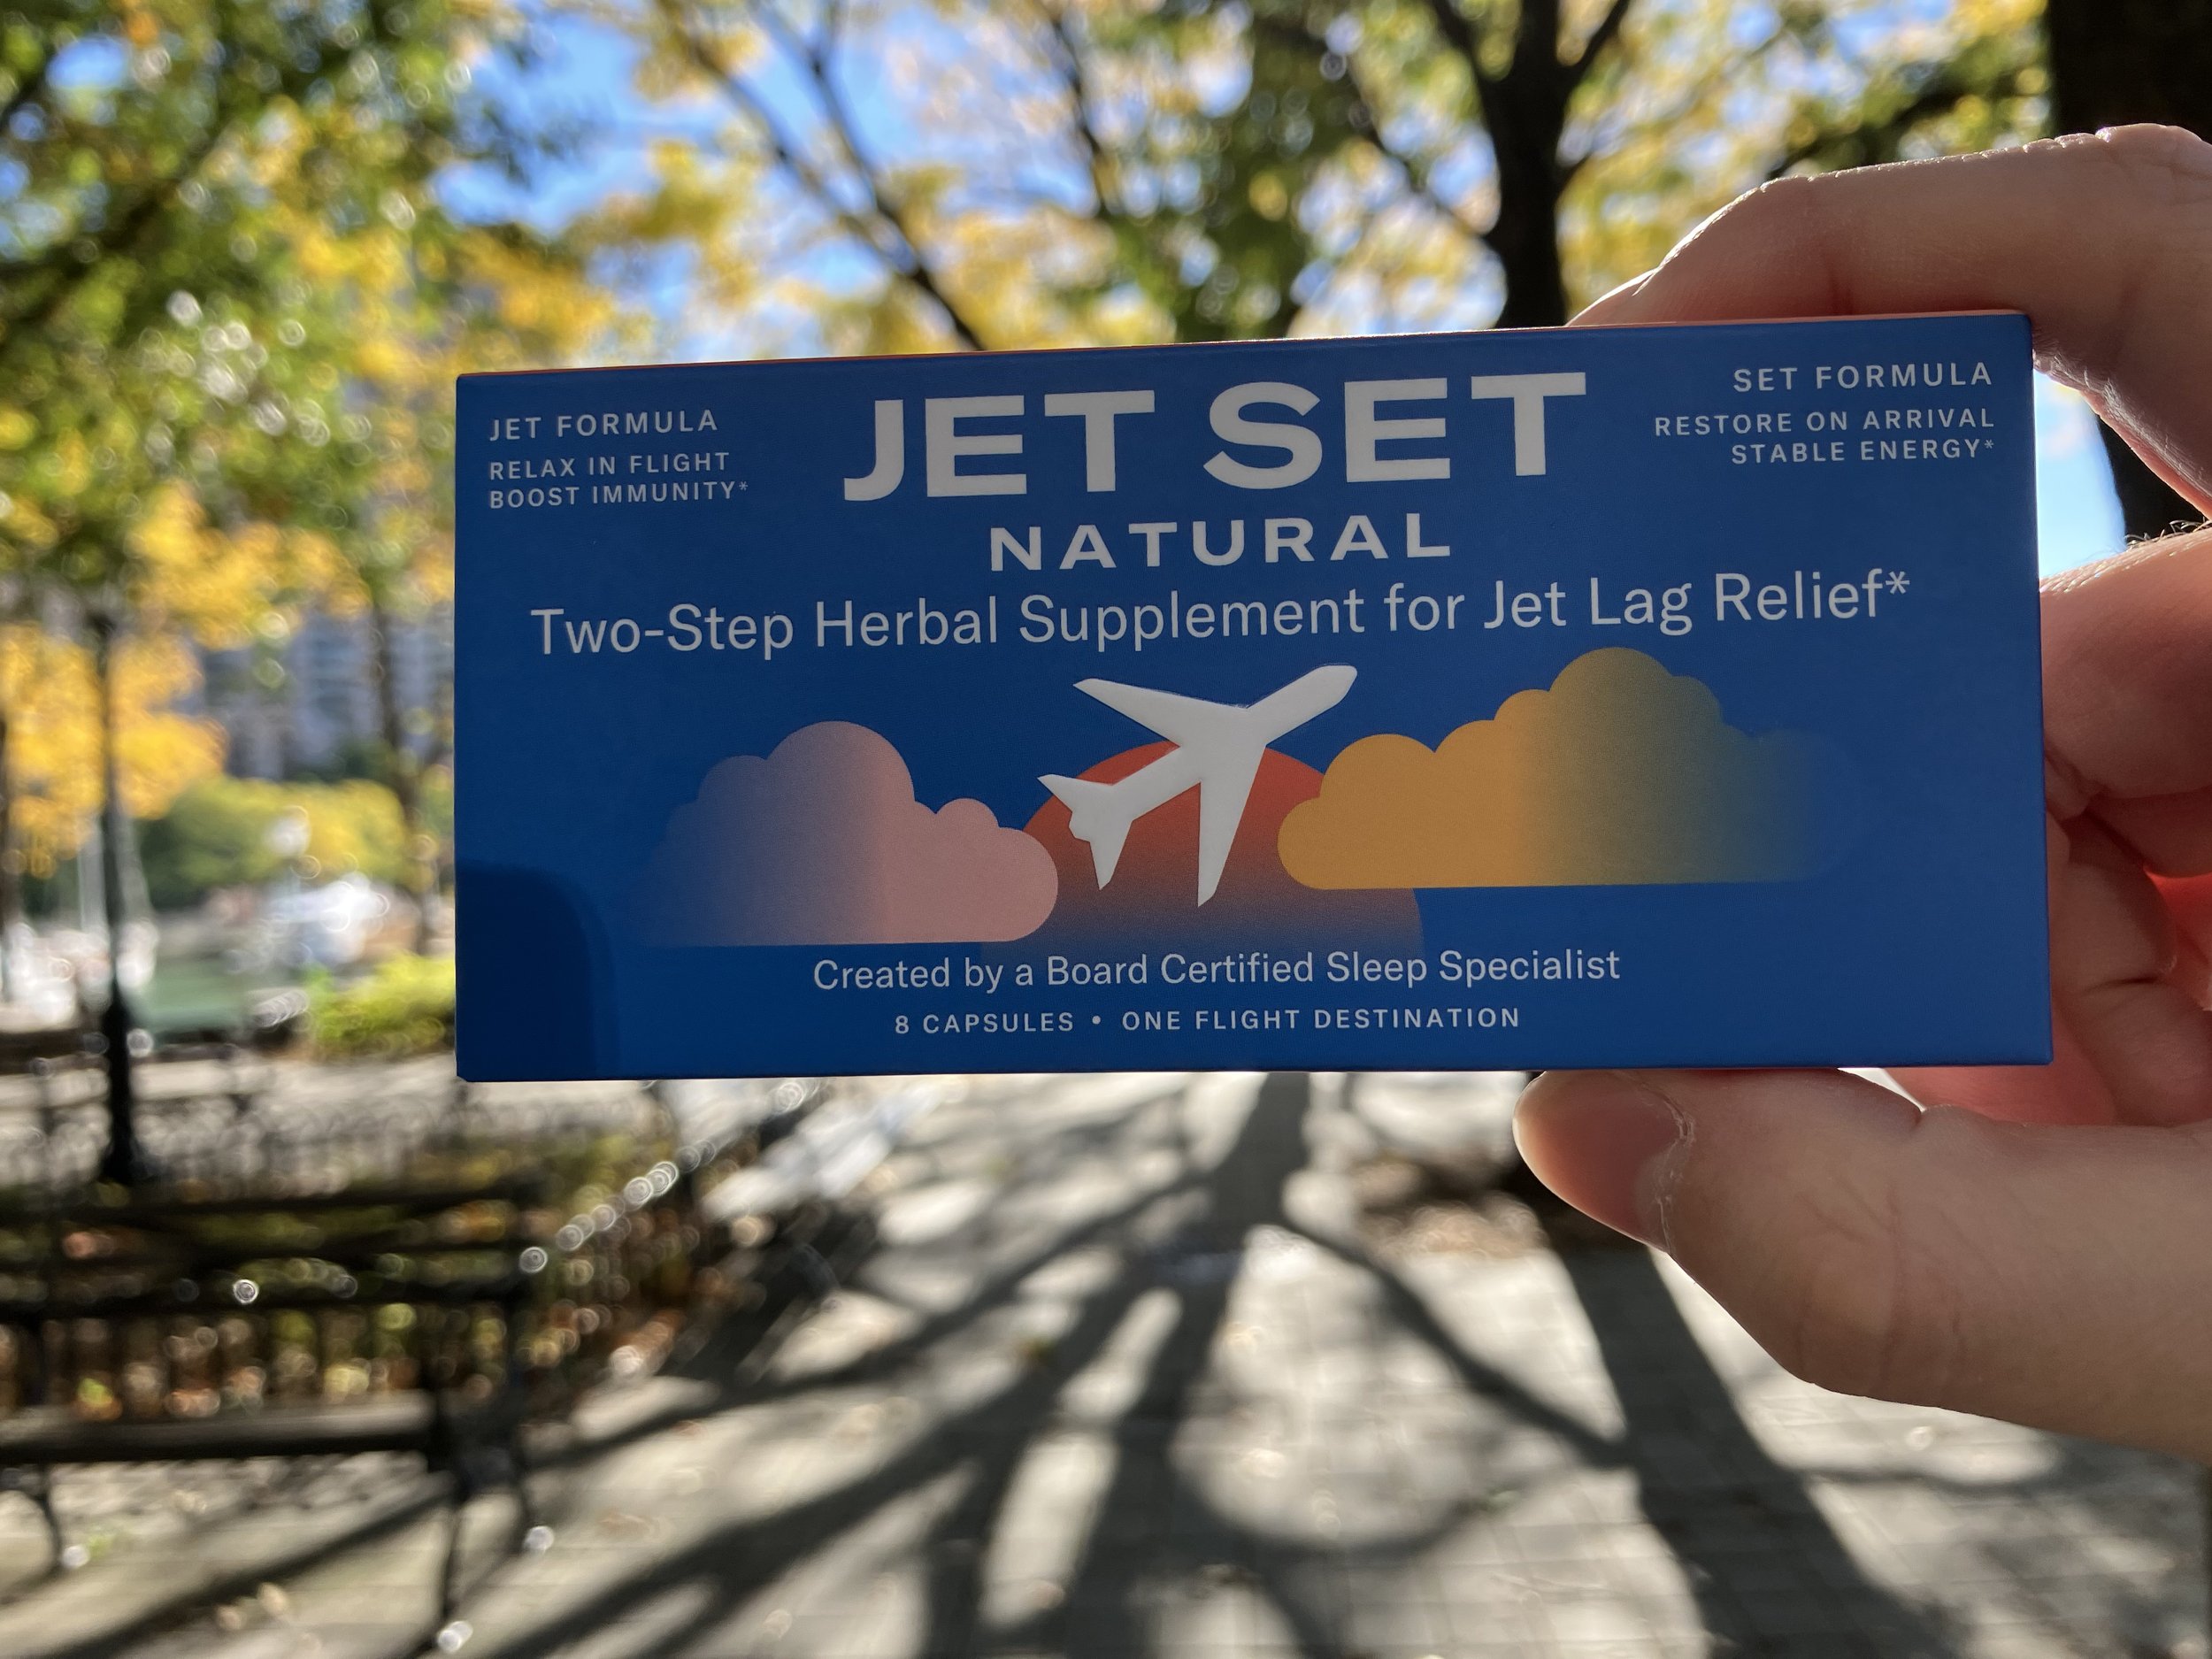 JET FORMULA
RELAX IN FLIGHT
BOOST IMMUNITY*
JET SET
NATURAL
SET FORMULA
RESTORE ON ARRIVAL
STABLE ENERGY*
Two-Step Herbal Supplement for Jet Lag Relief*
Created by a Board Certified Sleep Specialist
8 CAPSULES • ONE FLIGHT DESTINATION